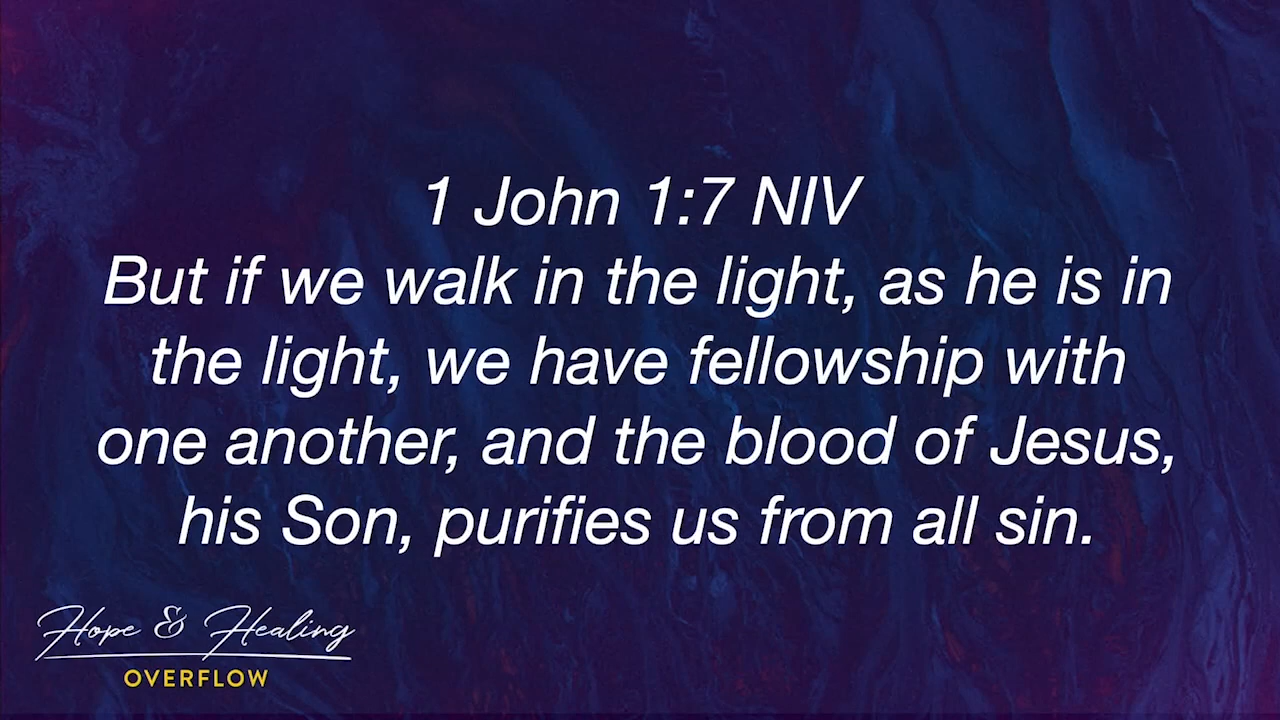 1 John 1:7 NIV
But if we walk in the light, as he is in
the light, we have fellowship with
one another, and the blood of Jesus,
his Son, purifies us from all sin.
Hope & Healing
OVERFLOW